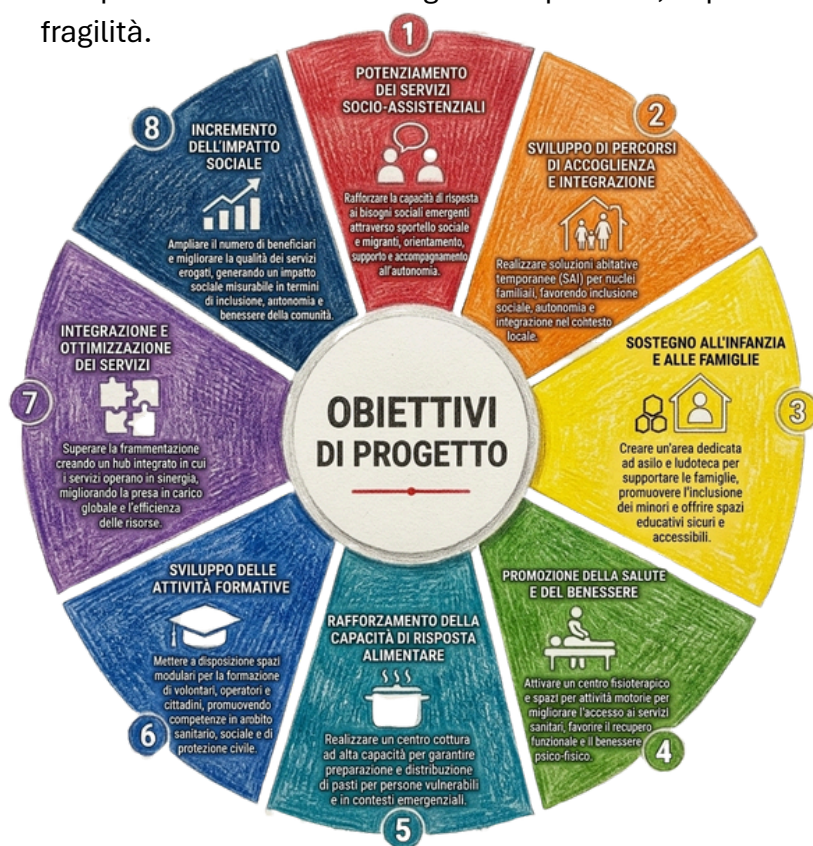 fragilità.
1
POTENZIAMENTO
DEI SERVIZI
SOCIO-ASSISTENZIALI
Rafforzare la capacità di risposta
ai bisogni sociali emergenti
attraverso sportello sociale
e migranti, orientamento,
supporto e accompagnamento
all'autonomia.
2
SVILUPPO DI PERCORSI
DI ACCOGLIENZA
E INTEGRAZIONE
Realizzare soluzioni abitative
temporanee (SAI) per nuclei
familiari, favorendo inclusione
sociale, autonomia e
integrazione nel contesto
locale.
SOSTEGNO ALL'INFANZIA
E ALLE FAMIGLIE
3
Creare un'area dedicata
ad asilo e ludoteca per
supportare le famiglie,
promuovere l'inclusione
dei minori e offrire spazi
educativi sicuri e
accessibili.
PROMOZIONE DELLA SALUTE
E DEL BENESSERE
Attivare un centro fisioterapico
e spazi per attività motorie per
migliorare l'accesso ai servizi
sanitari, favorire il recupero
funzionale e il benessere
psico-fisico.
4
RAFFORZAMENTO DELLA
CAPACITÀ DI RISPOSTA
ALIMENTARE
Realizzare un centro cottura
ad alta capacità per garantire
preparazione e distribuzione
di pasti per persone vulnerabili
e in contesti emergenziali.
5
SVILUPPO DELLE
ATTIVITÀ FORMATIVE
Mettere a disposizione spazi
modulari per la formazione
di volontari, operatori e
cittadini, promuovendo
competenze in ambito
sanitario, sociale e di
protezione civile.
6
INTEGRAZIONE E
OTTIMIZZAZIONE
DEI SERVIZI
7
Superare la frammentazione
creando un hub integrato in cui
i servizi operano in sinergia,
migliorando la presa in carico
globale e l'efficienza
delle risorse.
8
INCREMENTO
DELL'IMPATTO
SOCIALE
Ampliare il numero di beneficiari
e migliorare la qualità dei servizi
erogati, generando un impatto
sociale misurabile in termini
di inclusione, autonomia e
benessere della comunità.
OBIETTIVI
DI PROGETTO